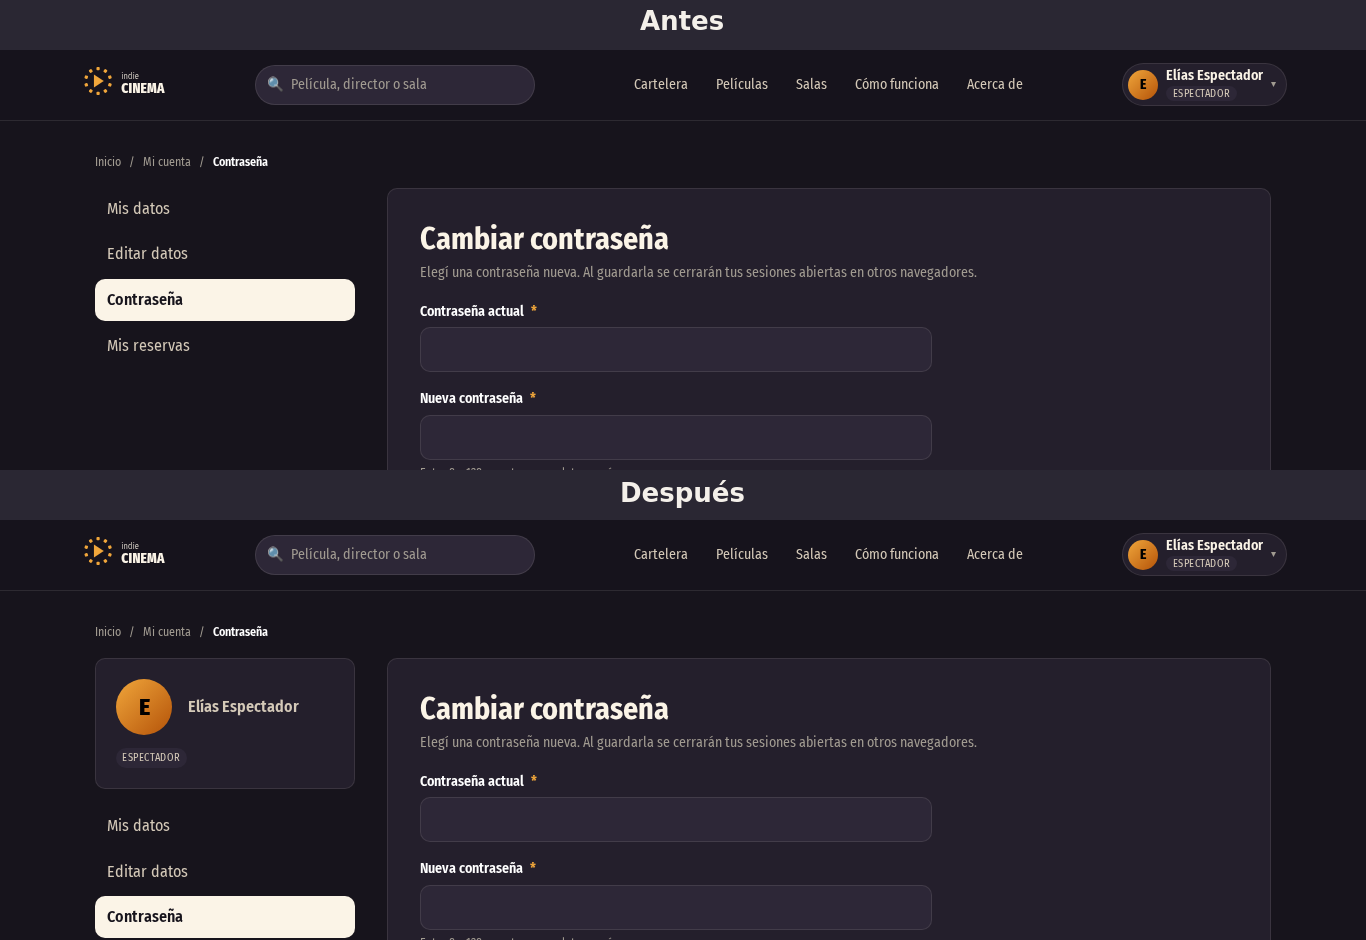 Antes
indie
CINEMA
Película, director o sala
Cartelera Películas Salas Cómo funciona Acerca de
E Elías Espectador
ESPECTADOR
Inicio / Mi cuenta / Contraseña
Mis datos
Editar datos
Contraseña
Mis reservas
Cambiar contraseña
Elegí una contraseña nueva. Al guardarla se cerrarán tus sesiones abiertas en otros navegadores.
Contraseña actual *
Nueva contraseña *
Después
indie
CINEMA
Película, director o sala
Cartelera Películas Salas Cómo funciona Acerca de
E Elías Espectador
ESPECTADOR
Inicio / Mi cuenta / Contraseña
E Elías Espectador
ESPECTADOR
Mis datos
Editar datos
Contraseña
Cambiar contraseña
Elegí una contraseña nueva. Al guardarla se cerrarán tus sesiones abiertas en otros navegadores.
Contraseña actual *
Nueva contraseña *